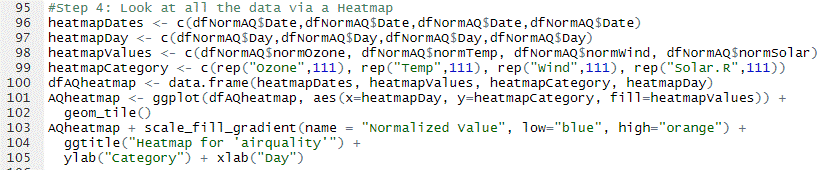 95 #Step 4: Look at all the data via a Heatmap
96 heatmapDates <- c(dfNormAQ$Date,dfNormAQ$Date,dfNormAQ$Date,dfNormAQ$Date)
97 heatmapDay <- c(dfNormAQ$Day,dfNormAQ$Day,dfNormAQ$Day,dfNormAQ$Day)
98 heatmapValues <- c(dfNormAQ$normOzone, dfNormAQ$normTemp, dfNormAQ$normWind, dfNormAQ$normSolar)
99 heatmapCategory <- c(rep("Ozone",111), rep("Temp",111), rep("Wind",111), rep("Solar.R",111))
100 dfAQheatmap <- data.frame(heatmapDates, heatmapValues, heatmapCategory, heatmapDay)
101 AQheatmap <- ggplot(dfAQheatmap, aes(x=heatmapDay, y=heatmapCategory, fill=heatmapValues)) +
102   geom_tile()
103 AQheatmap + scale_fill_gradient(name = "Normalized Value", low="blue", high="orange") +
104   ggtitle("Heatmap for 'airquality'") +
105   ylab("Category") + xlab("Day")